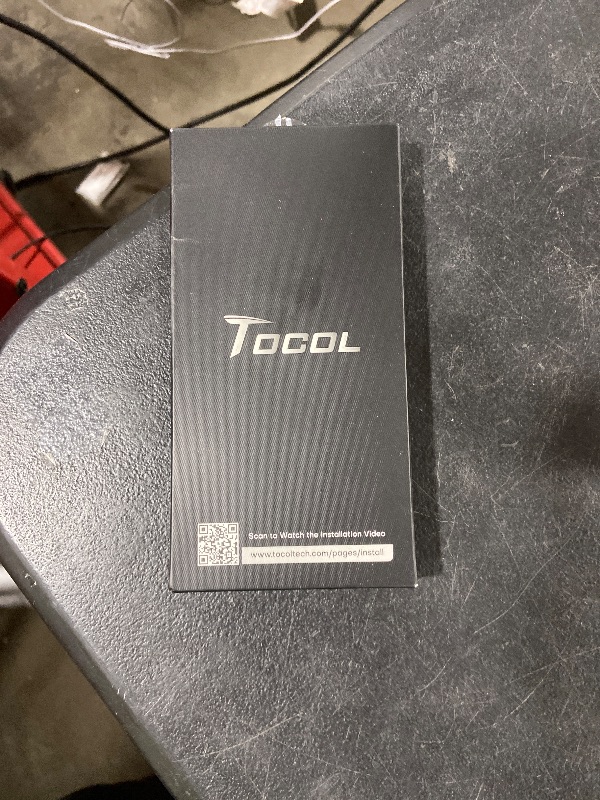 TOCOL
Scan to Watch the Installation Video
www.tocoltech.com/pages/install